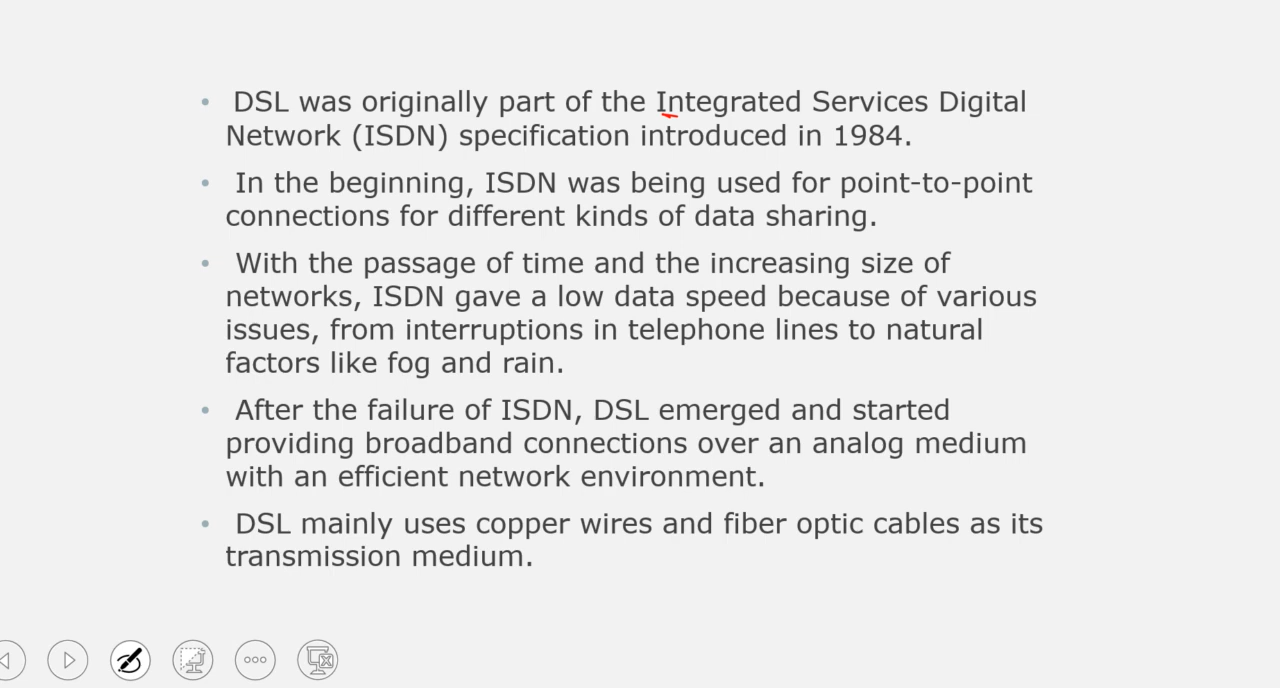 • DSL was originally part of the Integrated Services Digital
Network (ISDN) specification introduced in 1984.
• In the beginning, ISDN was being used for point-to-point
connections for different kinds of data sharing.
• With the passage of time and the increasing size of
networks, ISDN gave a low data speed because of various
issues, from interruptions in telephone lines to natural
factors like fog and rain.
• After the failure of ISDN, DSL emerged and started
providing broadband connections over an analog medium
with an efficient network environment.
• DSL mainly uses copper wires and fiber optic cables as its
transmission medium.